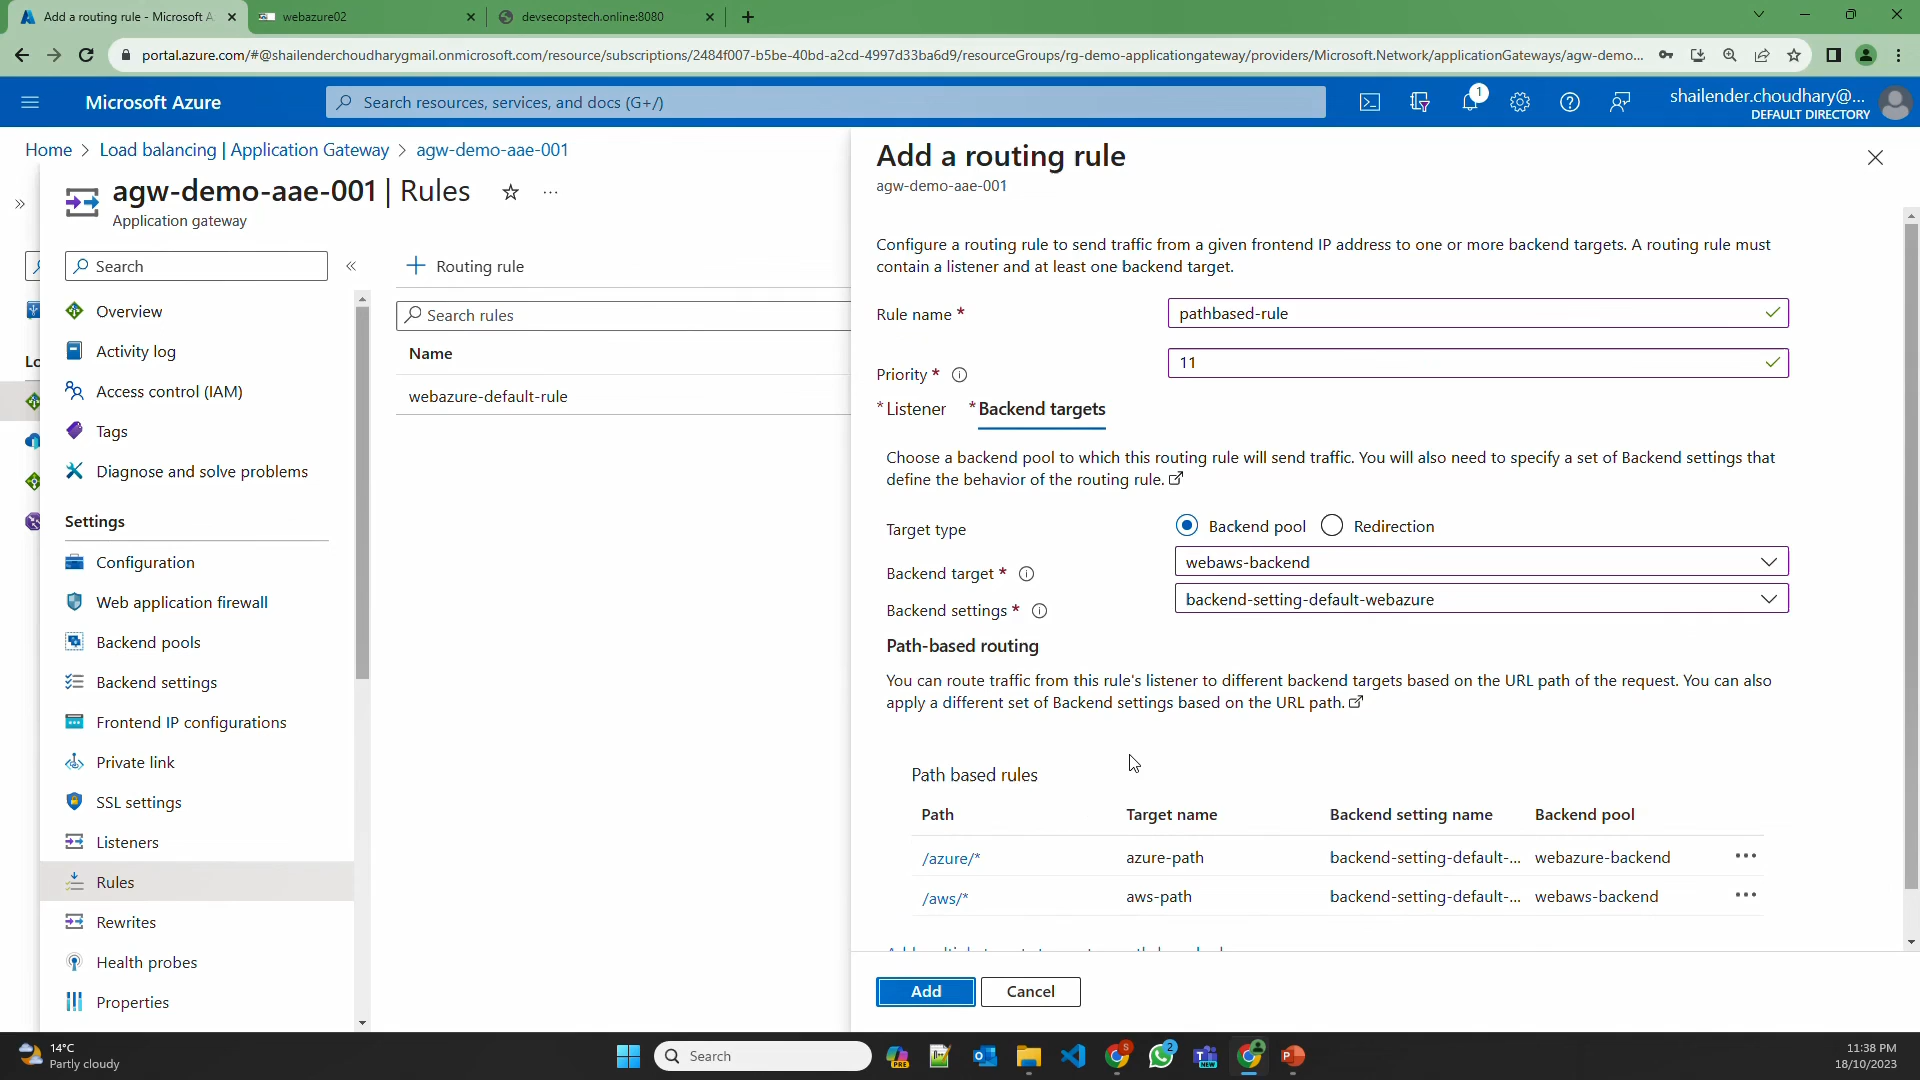 Add a routing rule - Microsoft A
webazure02
devsecopstech.online:8080
portal.azure.com/#@shailenderchoudharygmail.onmicrosoft.com/resource/subscriptions/2484f007-b5be-40bd-a2cd-4997d33ba6d9/resourceGroups/rg-demo-applicationgateway/providers/Microsoft.Network/applicationGateways/agw-demo...
Microsoft Azure
Search resources, services, and docs (G+/)
1
shailender.choudhary@...
DEFAULT DIRECTORY
Home > Load balancing | Application Gateway > agw-demo-aae-001
agw-demo-aae-001 | Rules
Application gateway
Search
Overview
Activity log
Access control (IAM)
Tags
Diagnose and solve problems
Settings
Configuration
Web application firewall
Backend pools
Backend settings
Frontend IP configurations
Private link
SSL settings
Listeners
Rules
Rewrites
Health probes
Properties
Routing rule
Search rules
Name
webazure-default-rule
Add a routing rule
agw-demo-aae-001
Configure a routing rule to send traffic from a given frontend IP address to one or more backend targets. A routing rule must
contain a listener and at least one backend target.
Rule name *
pathbased-rule
Priority *
11
* Listener * Backend targets
Choose a backend pool to which this routing rule will send traffic. You will also need to specify a set of Backend settings that
define the behavior of the routing rule.
Target type
Backend pool Redirection
Backend target *
webaws-backend
Backend settings *
backend-setting-default-webazure
Path-based routing
You can route traffic from this rule's listener to different backend targets based on the URL path of the request. You can also
apply a different set of Backend settings based on the URL path.
Path based rules
Path Target name Backend setting name Backend pool
/azure/* azure-path backend-setting-default-... webazure-backend
/aws/* aws-path backend-setting-default-... webaws-backend
Add Cancel
14°C
Partly cloudy
Search
PRE
S
2
NEW
11:38 PM
18/10/2023